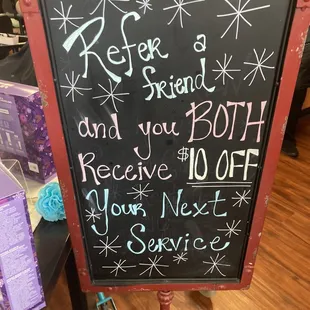 Refer a
friend
and you BOTH
Receive $10 OFF
Your Next
Service